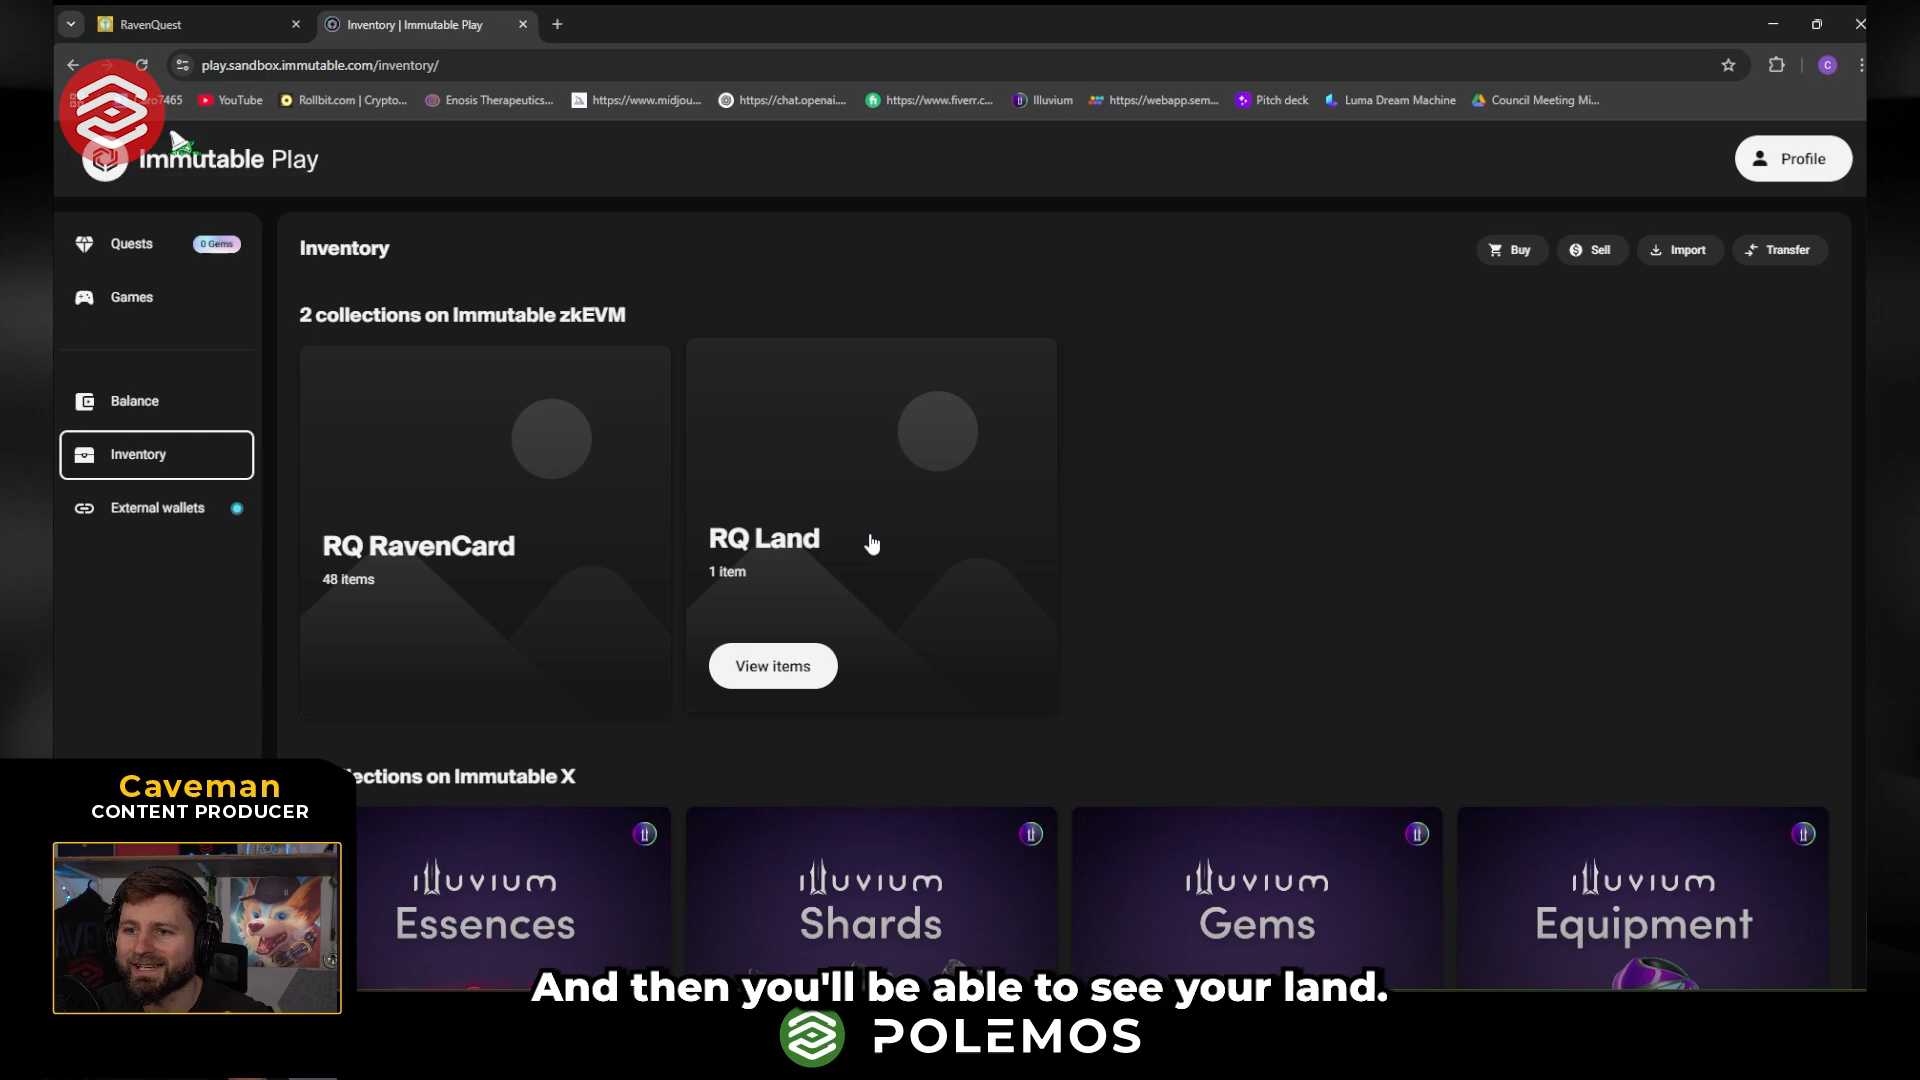 RavenQuest
Inventory | Immutable Play
play.sandbox.immutable.com/inventory/
YouTube
Rollbit.com | Crypto...
Enosis Therapeutics...
https://www.midjou...
https://chat.openai....
https://www.fiverr.c...
Illuvium
https://webapp.sem...
Pitch deck
Luma Dream Machine
Council Meeting Mi...
C
Immutable Play
Profile
Quests
0 Gems
Games
Balance
Inventory
External wallets
Inventory
Buy
Sell
Import
Transfer
2 collections on Immutable zkEVM
RQ RavenCard
48 items
RQ Land
1 item
View items
on Immutable X
ILLUVIUM
Essences
ILLUVIUM
Shards
ILLUVIUM
Gems
ILLUVIUM
Equipment
Caveman
CONTENT PRODUCER
And then you'll be able to see your land.
POLEMOS